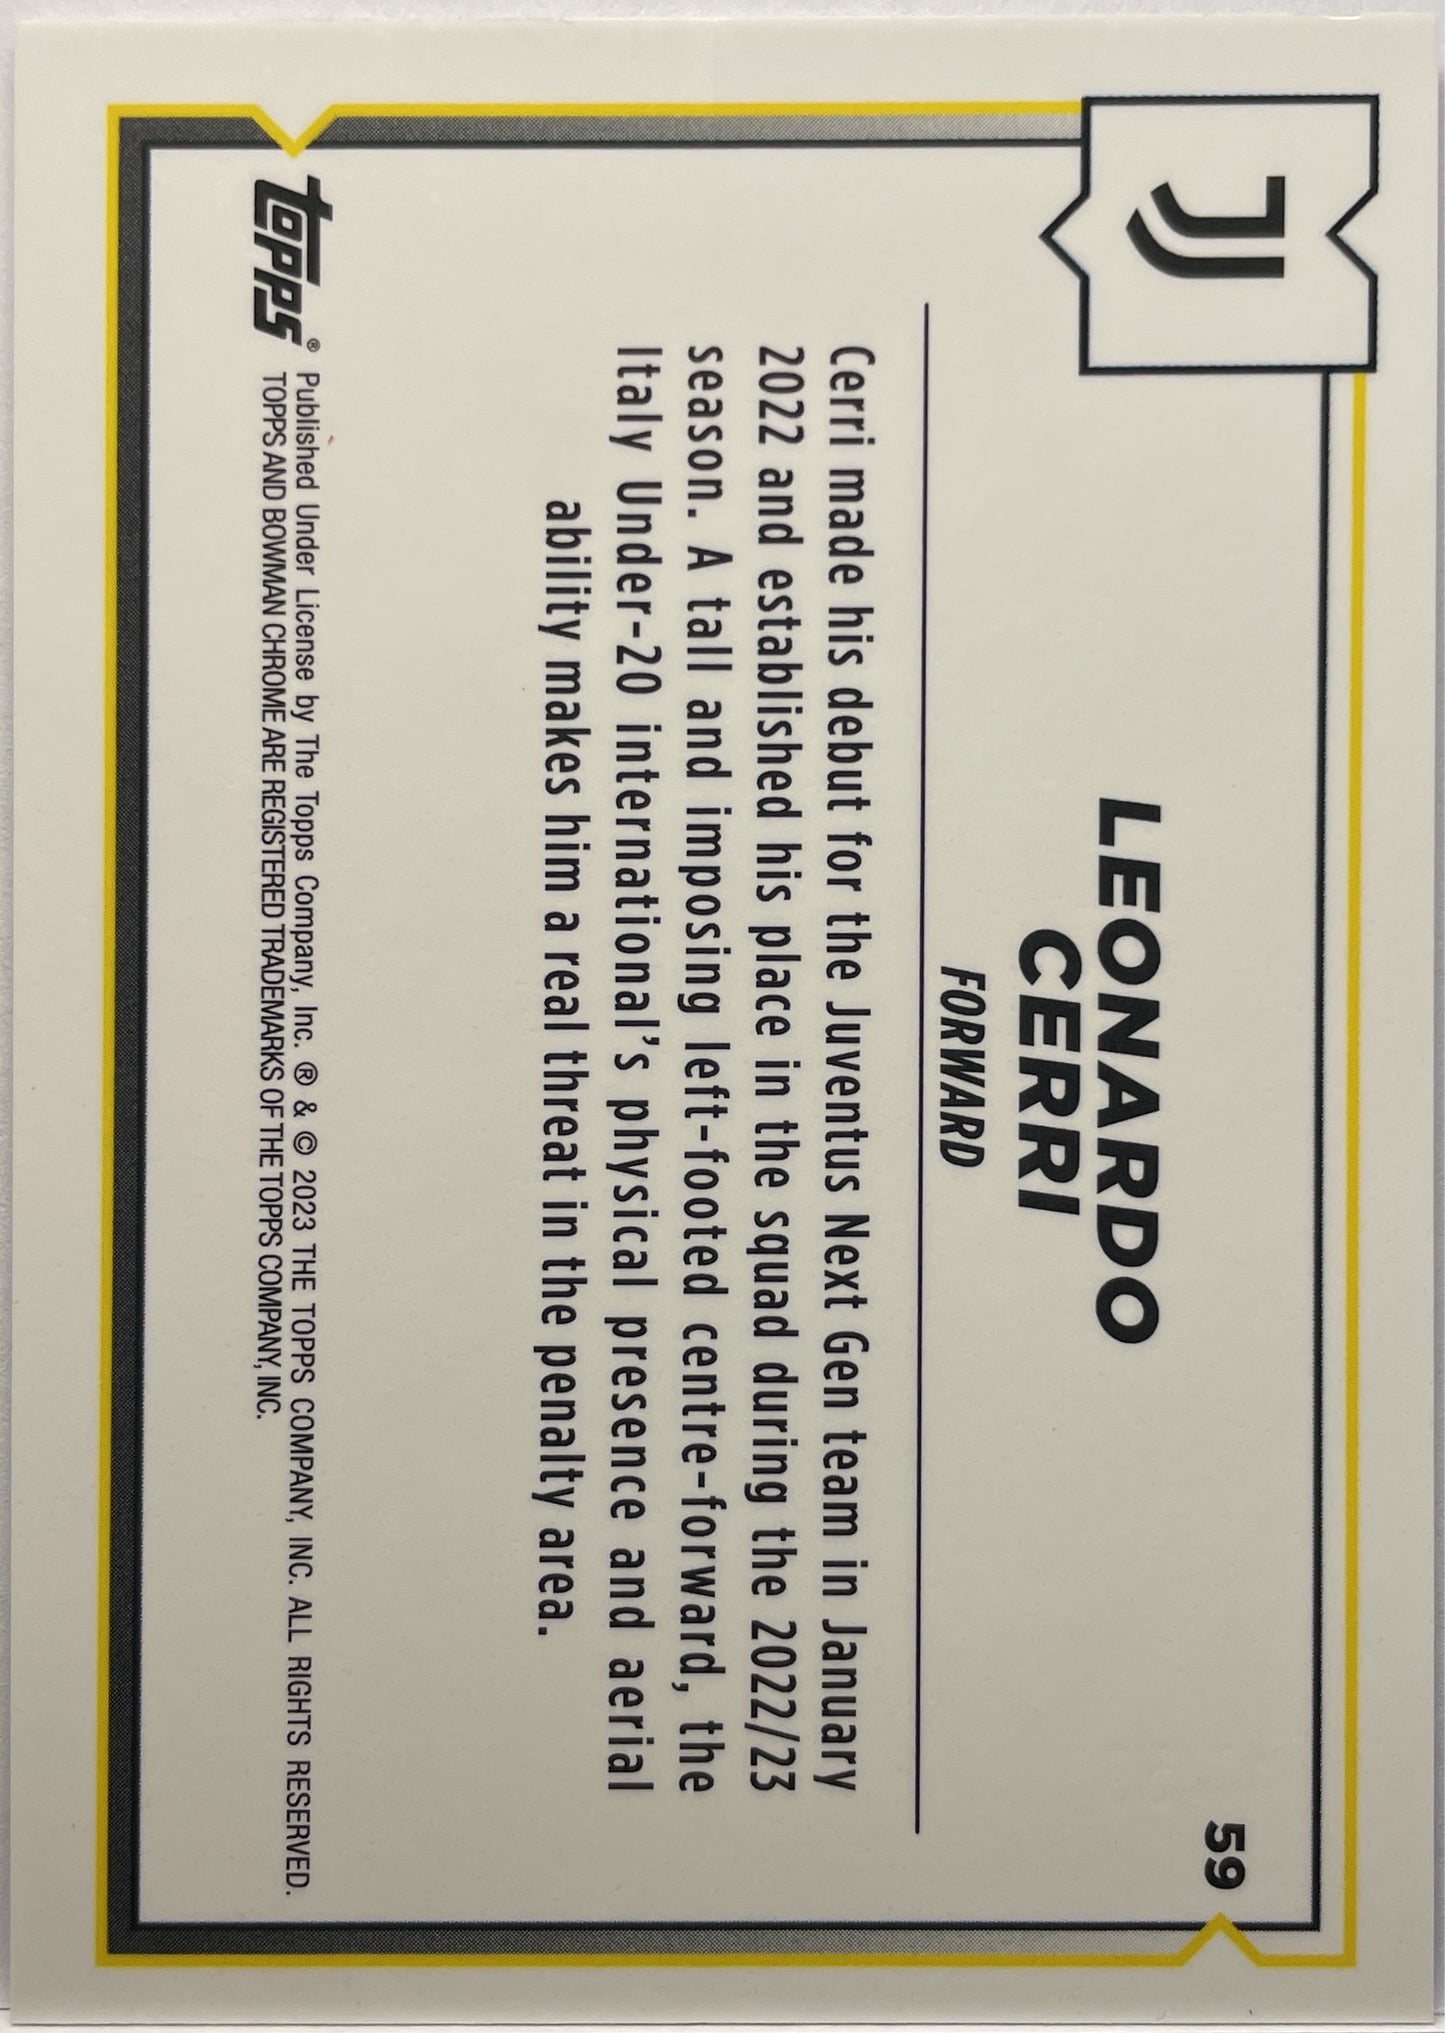 59
LEONARDO
CERRI
FORWARD
Cerri made his debut for the Juventus Next Gen team in January
2022 and established his place in the squad during the 2022/23
season. A tall and imposing left-footed centre-forward, the
Italy Under-20 international's physical presence and aerial
ability makes him a real threat in the penalty area.
topps®
Published Under License by The Topps Company, Inc. ® & © 2023 THE TOPPS COMPANY, INC. ALL RIGHTS RESERVED.
TOPPS AND BOWMAN CHROME ARE REGISTERED TRADEMARKS OF THE TOPPS COMPANY, INC.